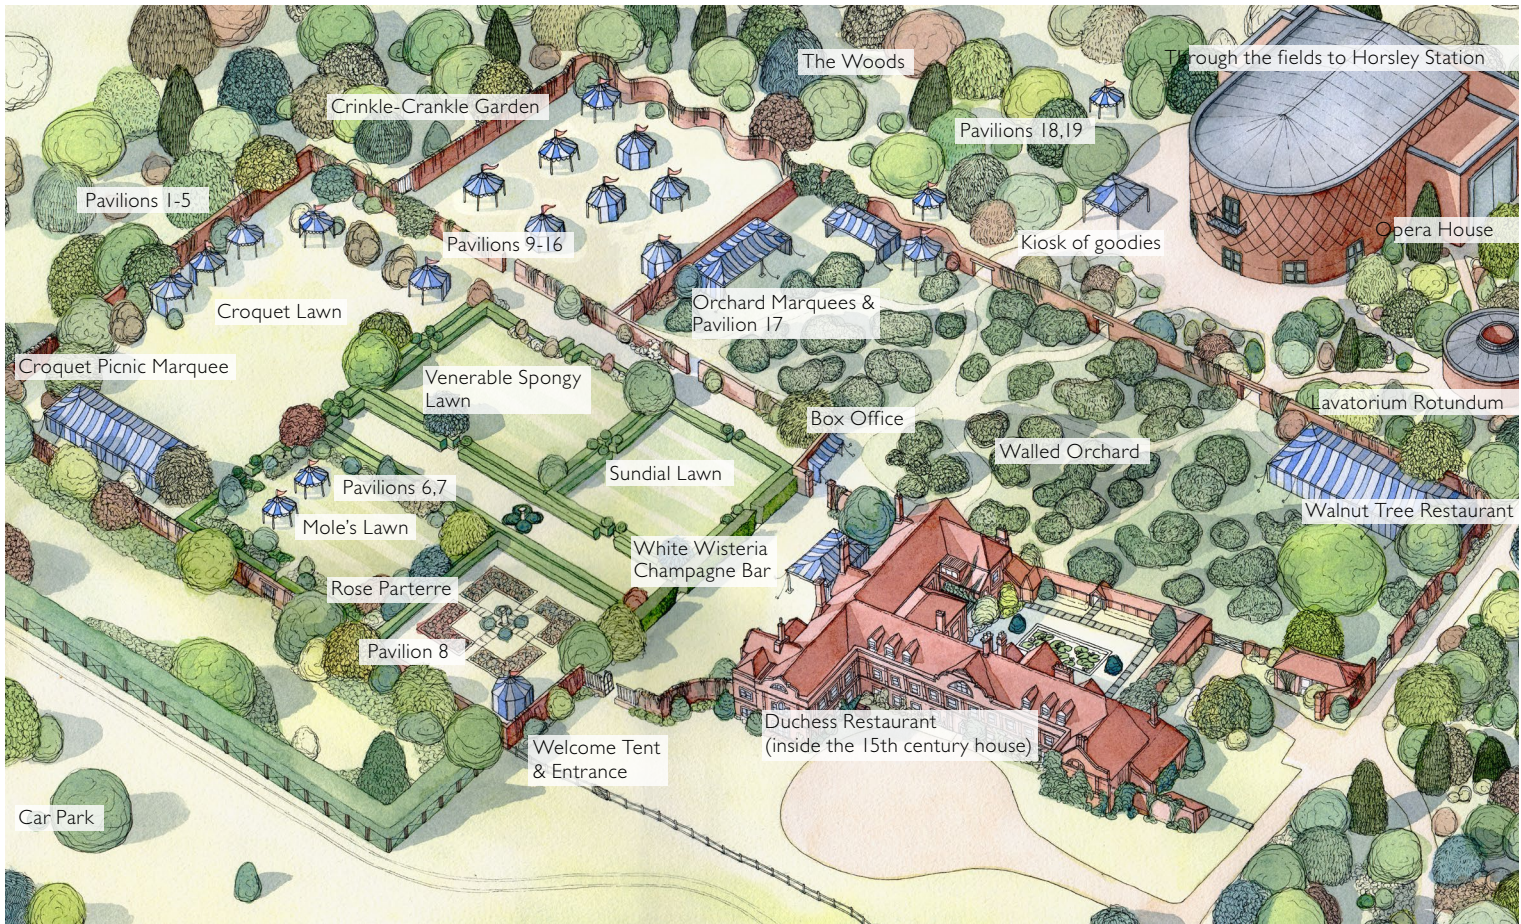 The Woods
Through the fields to Horsley Station
Crinkle-Crankle Garden
Pavilions 18,19
Pavilions 1-5
Pavilions 9-16
Kiosk of goodies
Opera House
Croquet Lawn
Orchard Marquees &
Pavilion 17
Croquet Picnic Marquee
Venerable Spongy
Lawn
Box Office
Lavatorium Rotundum
Walled Orchard
Sundial Lawn
Pavilions 6,7
Mole's Lawn
Walnut Tree Restaurant
White Wisteria
Champagne Bar
Rose Parterre
Pavilion 8
Duchess Restaurant
(inside the 15th century house)
Welcome Tent
& Entrance
Car Park